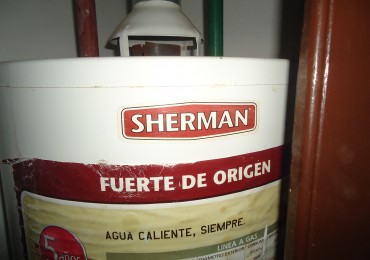 SHERMAN
FUERTE DE ORIGEN
AGUA CALIENTE, SIEMPRE.
LINEA A GAS
5